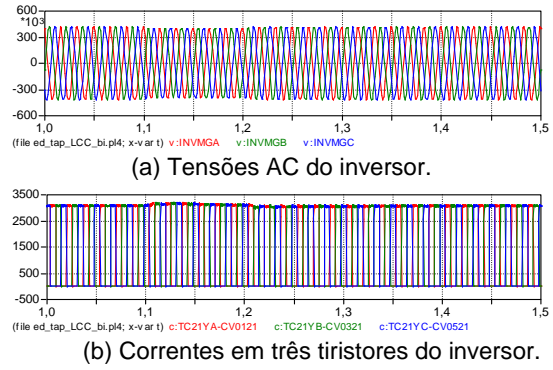 600
*10³
300
0
-300
-600
1,0 1,1 1,2 1,3 1,4 1,5
(file ed_tap_LCC_bi.pl4; x-var t) v:INVMGA v:INVMGB v:INVMGC
(a) Tensões AC do inversor.
3500
2500
1500
500
-500
1,0 1,1 1,2 1,3 1,4 1,5
(file ed_tap_LCC_bi.pl4; x-var t) c:TC21YA-CV0121 c:TC21YB-CV0321 c:TC21YC-CV0521
(b) Correntes em três tiristores do inversor.